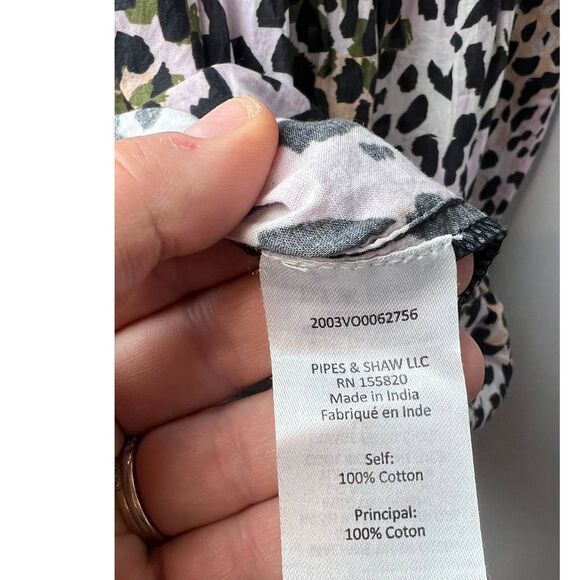 2003VO0062756
PIPES & SHAW LLC
RN 155820
Made in India
Fabriqué en Inde
Self:
100% Cotton
Principal:
100% Coton